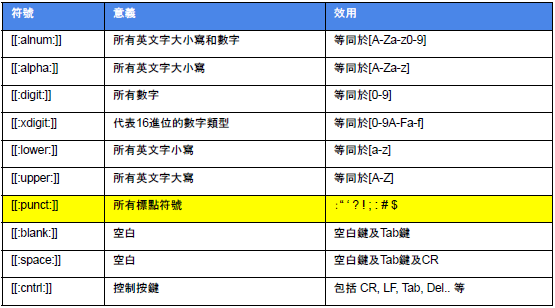 符號 意義 效用
[[:alnum:]] 所有英文字大小寫和數字 等同於[A-Za-z0-9]
[[:alpha:]] 所有英文字大小寫 等同於[A-Za-z]
[[:digit:]] 所有數字 等同於[0-9]
[[:xdigit:]] 代表16進位的數字類型 等同於[0-9A-Fa-f]
[[:lower:]] 所有英文字小寫 等同於[a-z]
[[:upper:]] 所有英文字大寫 等同於[A-Z]
[[:punct:]] 所有標點符號 :“ ‘ ? ! ; : # $
[[:blank:]] 空白 空白鍵及Tab鍵
[[:space:]] 空白 空白鍵及Tab鍵及CR
[[:cntrl:]] 控制按鍵 包括 CR, LF, Tab, Del.. 等